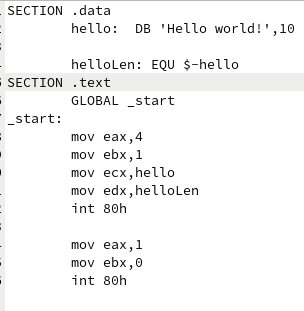 SECTION .data
hello:  DB 'Hello world!',10
helloLen: EQU $-hello
SECTION .text
GLOBAL _start
_start:
mov eax,4
mov ebx,1
mov ecx,hello
mov edx,helloLen
int 80h
mov eax,1
mov ebx,0
int 80h